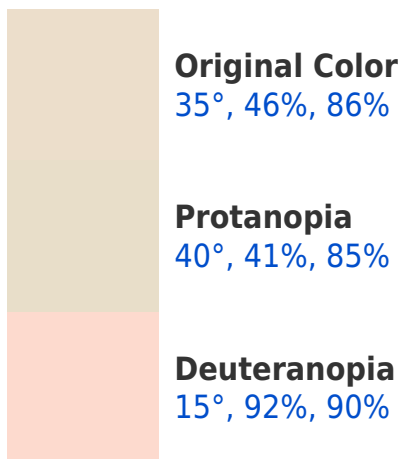 Original Color
35°, 46%, 86%
Protanopia
40°, 41%, 85%
Deuteranopia
15°, 92%, 90%